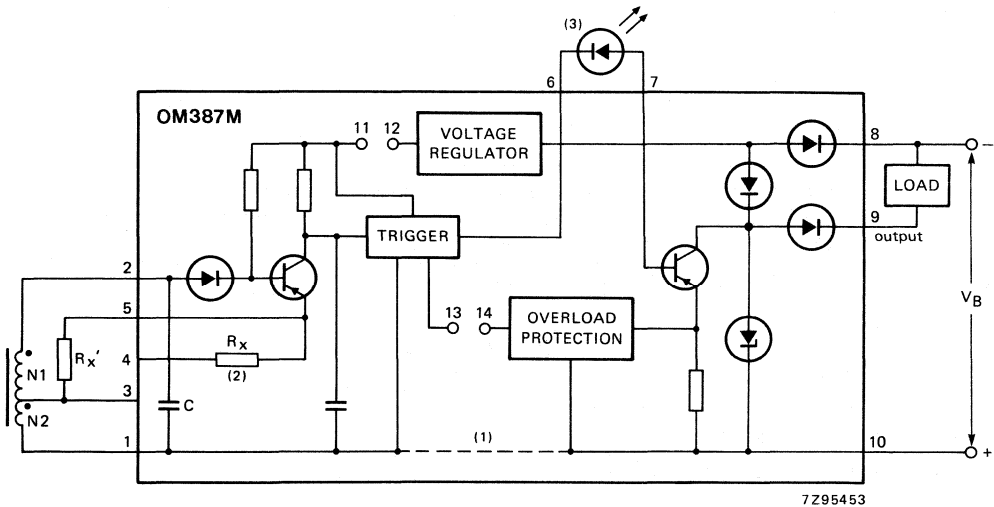 (3)
6 7
OM387M
11 12
VOLTAGE
REGULATOR
8
−
LOAD
TRIGGER
9
output
2
5
13 14
OVERLOAD
PROTECTION
VB
Rx'
4
Rx
(2)
N1
3
C
N2
1
(1)
10
+
7Z95453